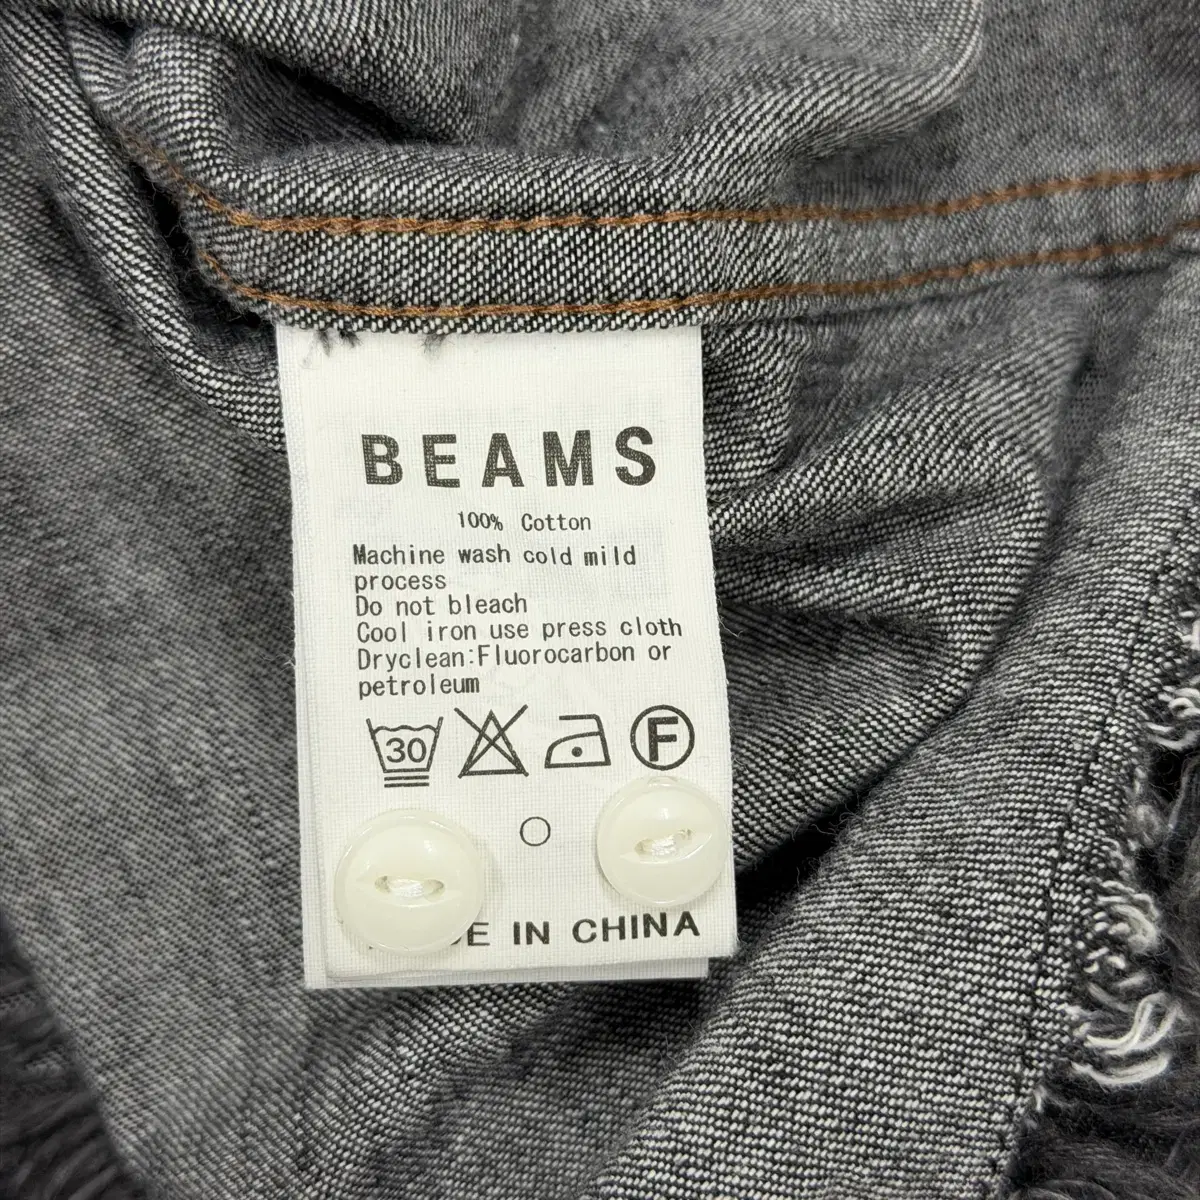 BEAMS
100% Cotton
Machine wash cold mild
process
Do not bleach
Cool iron use press cloth
Dryclean:Fluorocarbon or
petroleum
30 F
IN CHINA